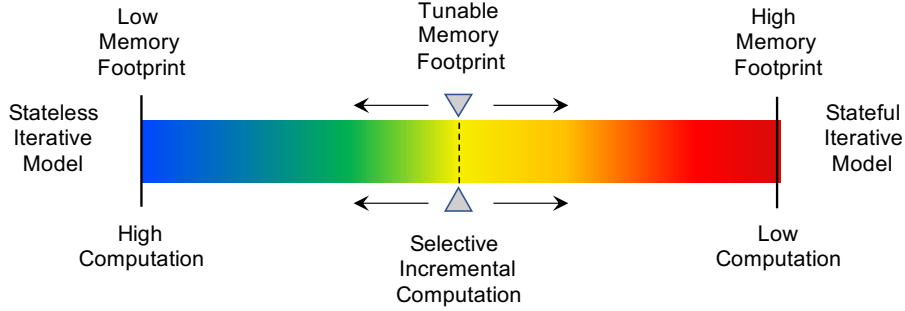 Low
Memory
Footprint
Tunable
Memory
Footprint
High
Memory
Footprint
Stateless
Iterative
Model
Stateful
Iterative
Model
High
Computation
Selective
Incremental
Computation
Low
Computation